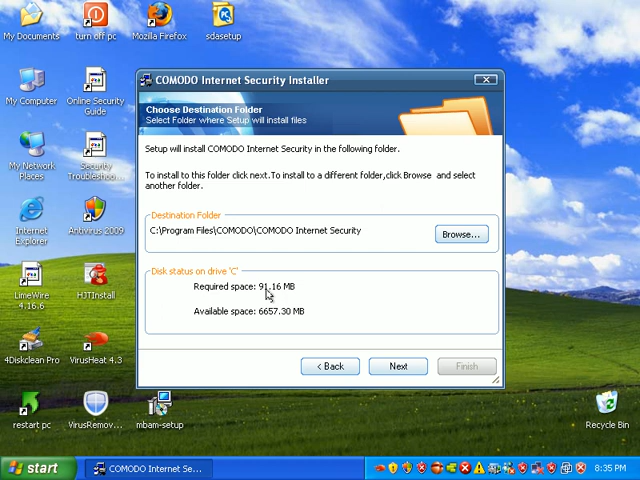 My Documents
turn off pc
Mozilla Firefox
sdasetup
My Computer
Online Security
Guide
My Network
Places
Security
Troubleshoo...
Internet
Explorer
Antivirus 2009
LimeWire
4.16.6
HJTInstall
4Diskclean Pro
VirusHeat 4.3
restart pc
VirusRemov...
mbam-setup
Recycle Bin
COMODO Internet Security Installer
Choose Destination Folder
Select Folder where Setup will install files
Setup will install COMODO Internet Security in the following folder.
To install to this folder click next.To install to a different folder,click Browse and select
another folder.
Destination Folder
C:\Program Files\COMODO\COMODO Internet Security
Browse...
Disk status on drive 'C'
Required space: 91.16 MB
Available space: 6657.30 MB
< Back
Next
Finish
start
COMODO Internet Se...
8:35 PM